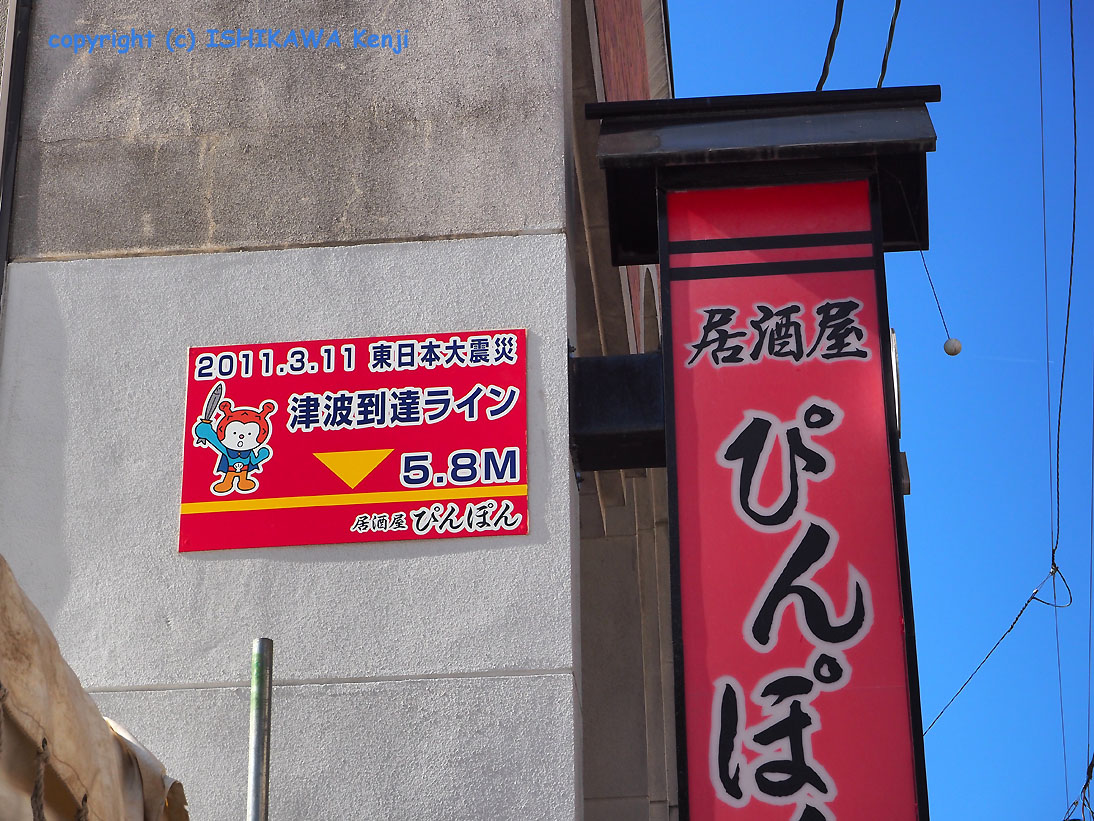 copyright (c) ISHIKAWA Kenji
2011.3.11 東日本大震災
津波到達ライン
5.8M
居酒屋 ぴんぽん
居酒屋
ぴんぽ